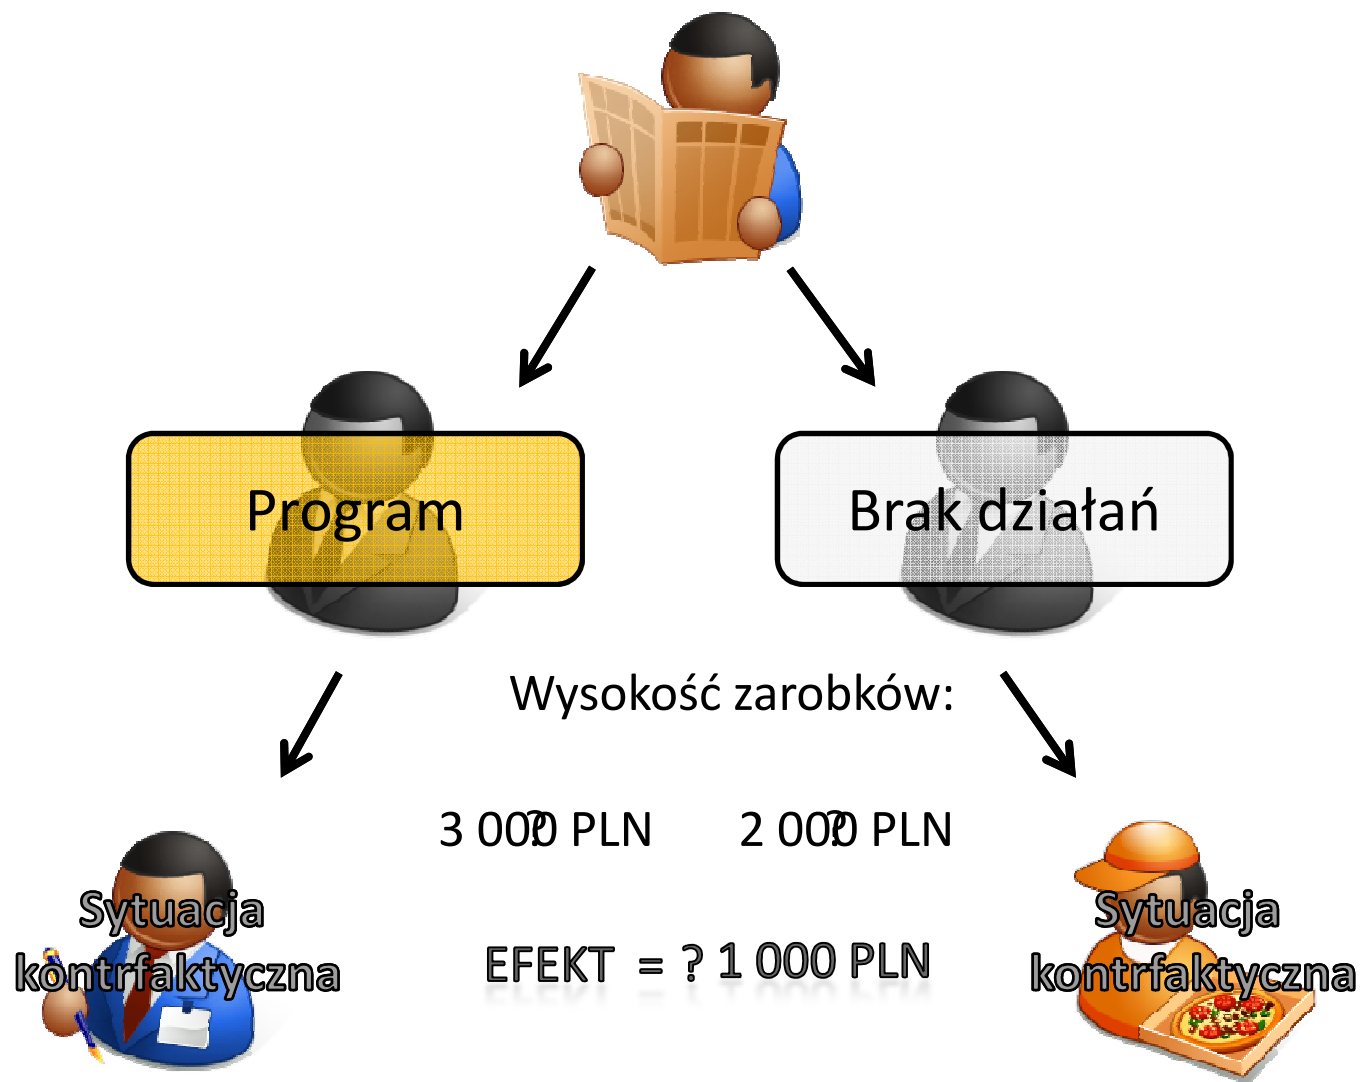 Program
Brak działań
Wysokość zarobków:
3 000 PLN
?
2 000 PLN
?
Sytuacja
kontrfaktyczna
Sytuacja
kontrfaktyczna
EFEKT = ? 1 000 PLN